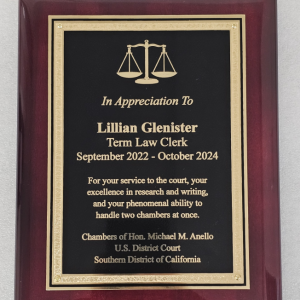 In Appreciation To
Lillian Glenister
Term Law Clerk
September 2022 - October 2024
For your service to the court, your
excellence in research and writing,
and your phenomenal ability to
handle two chambers at once.
Chambers of Hon. Michael M. Anello
U.S. District Court
Southern District of California